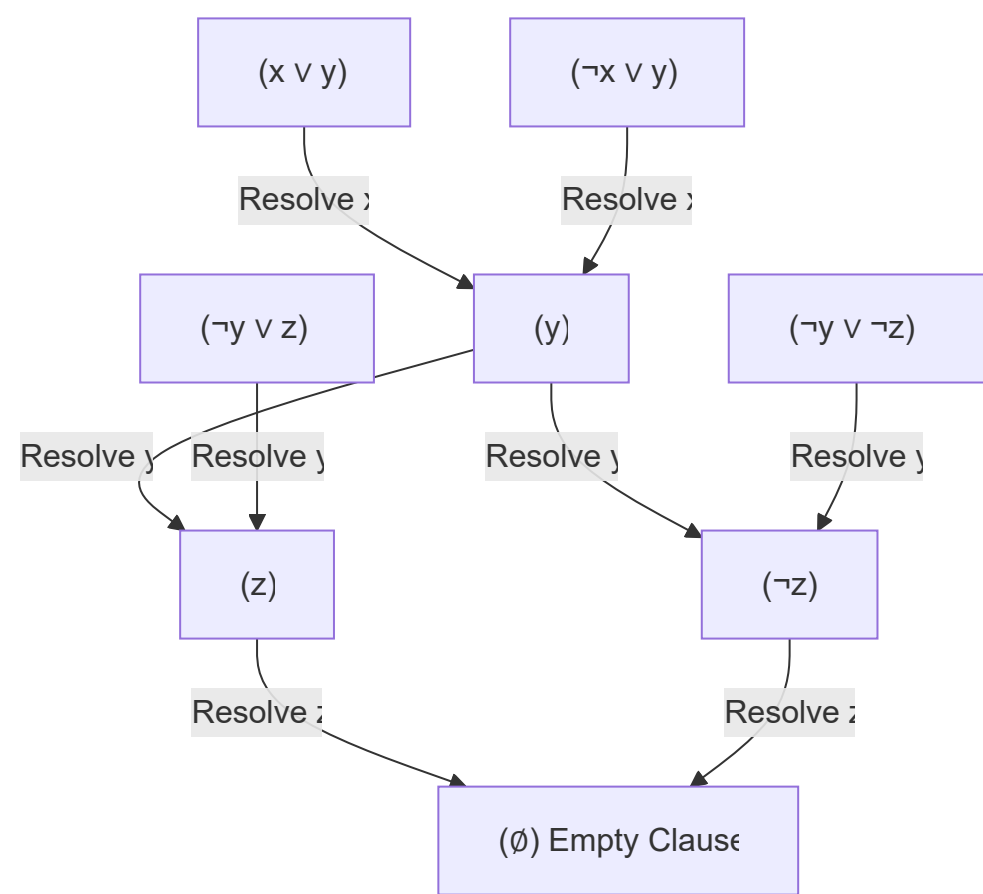 (x ∨ y)
(¬x ∨ y)
Resolve x
Resolve x
(¬y ∨ z)
(y)
(¬y ∨ ¬z)
Resolve y
Resolve y
Resolve y
Resolve y
(z)
(¬z)
Resolve z
Resolve z
(∅) Empty Clause